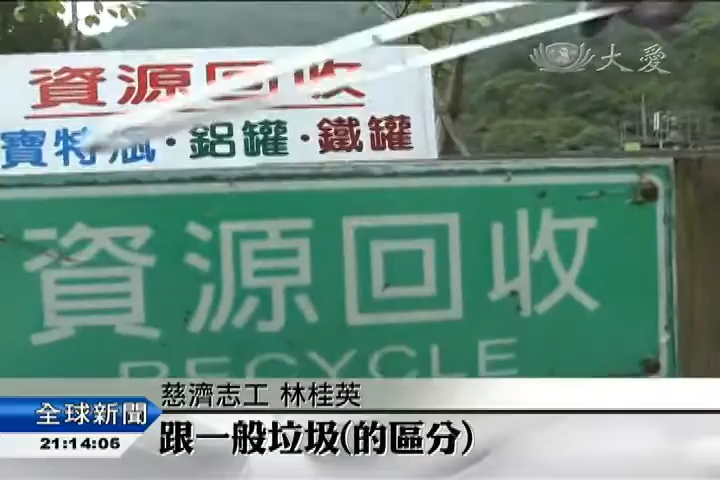 大愛
資源回收
寶特瓶·鋁罐·鐵罐
資源回收
RECYCLE
慈濟志工 林桂英
全球新聞
跟一般垃圾(的區分)
21:14:06